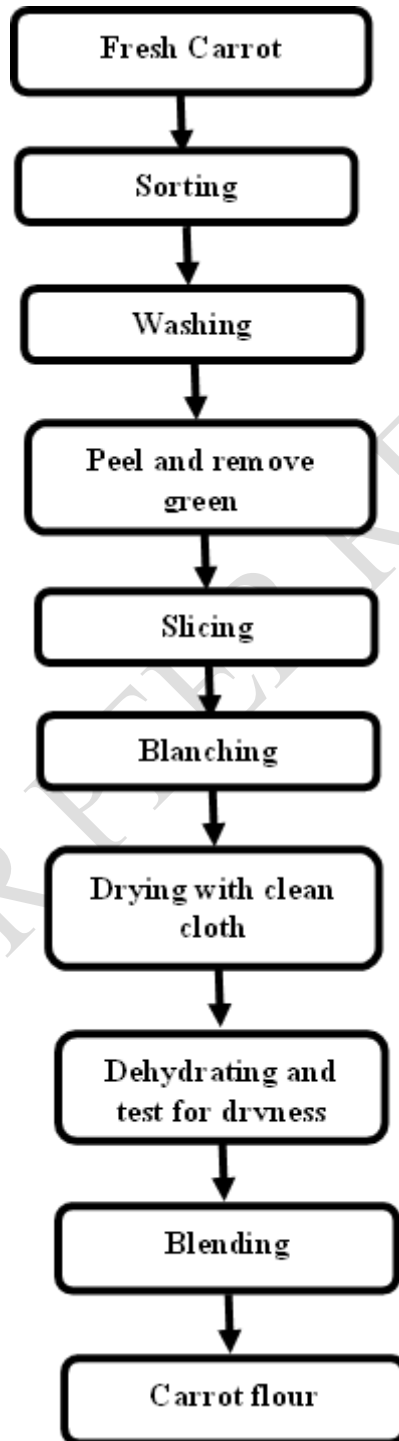 Fresh Carrot
Sorting
Washing
Peel and remove
green
Slicing
Blanching
Drying with clean
cloth
Dehydrating and
test for dryness
Blending
Carrot flour